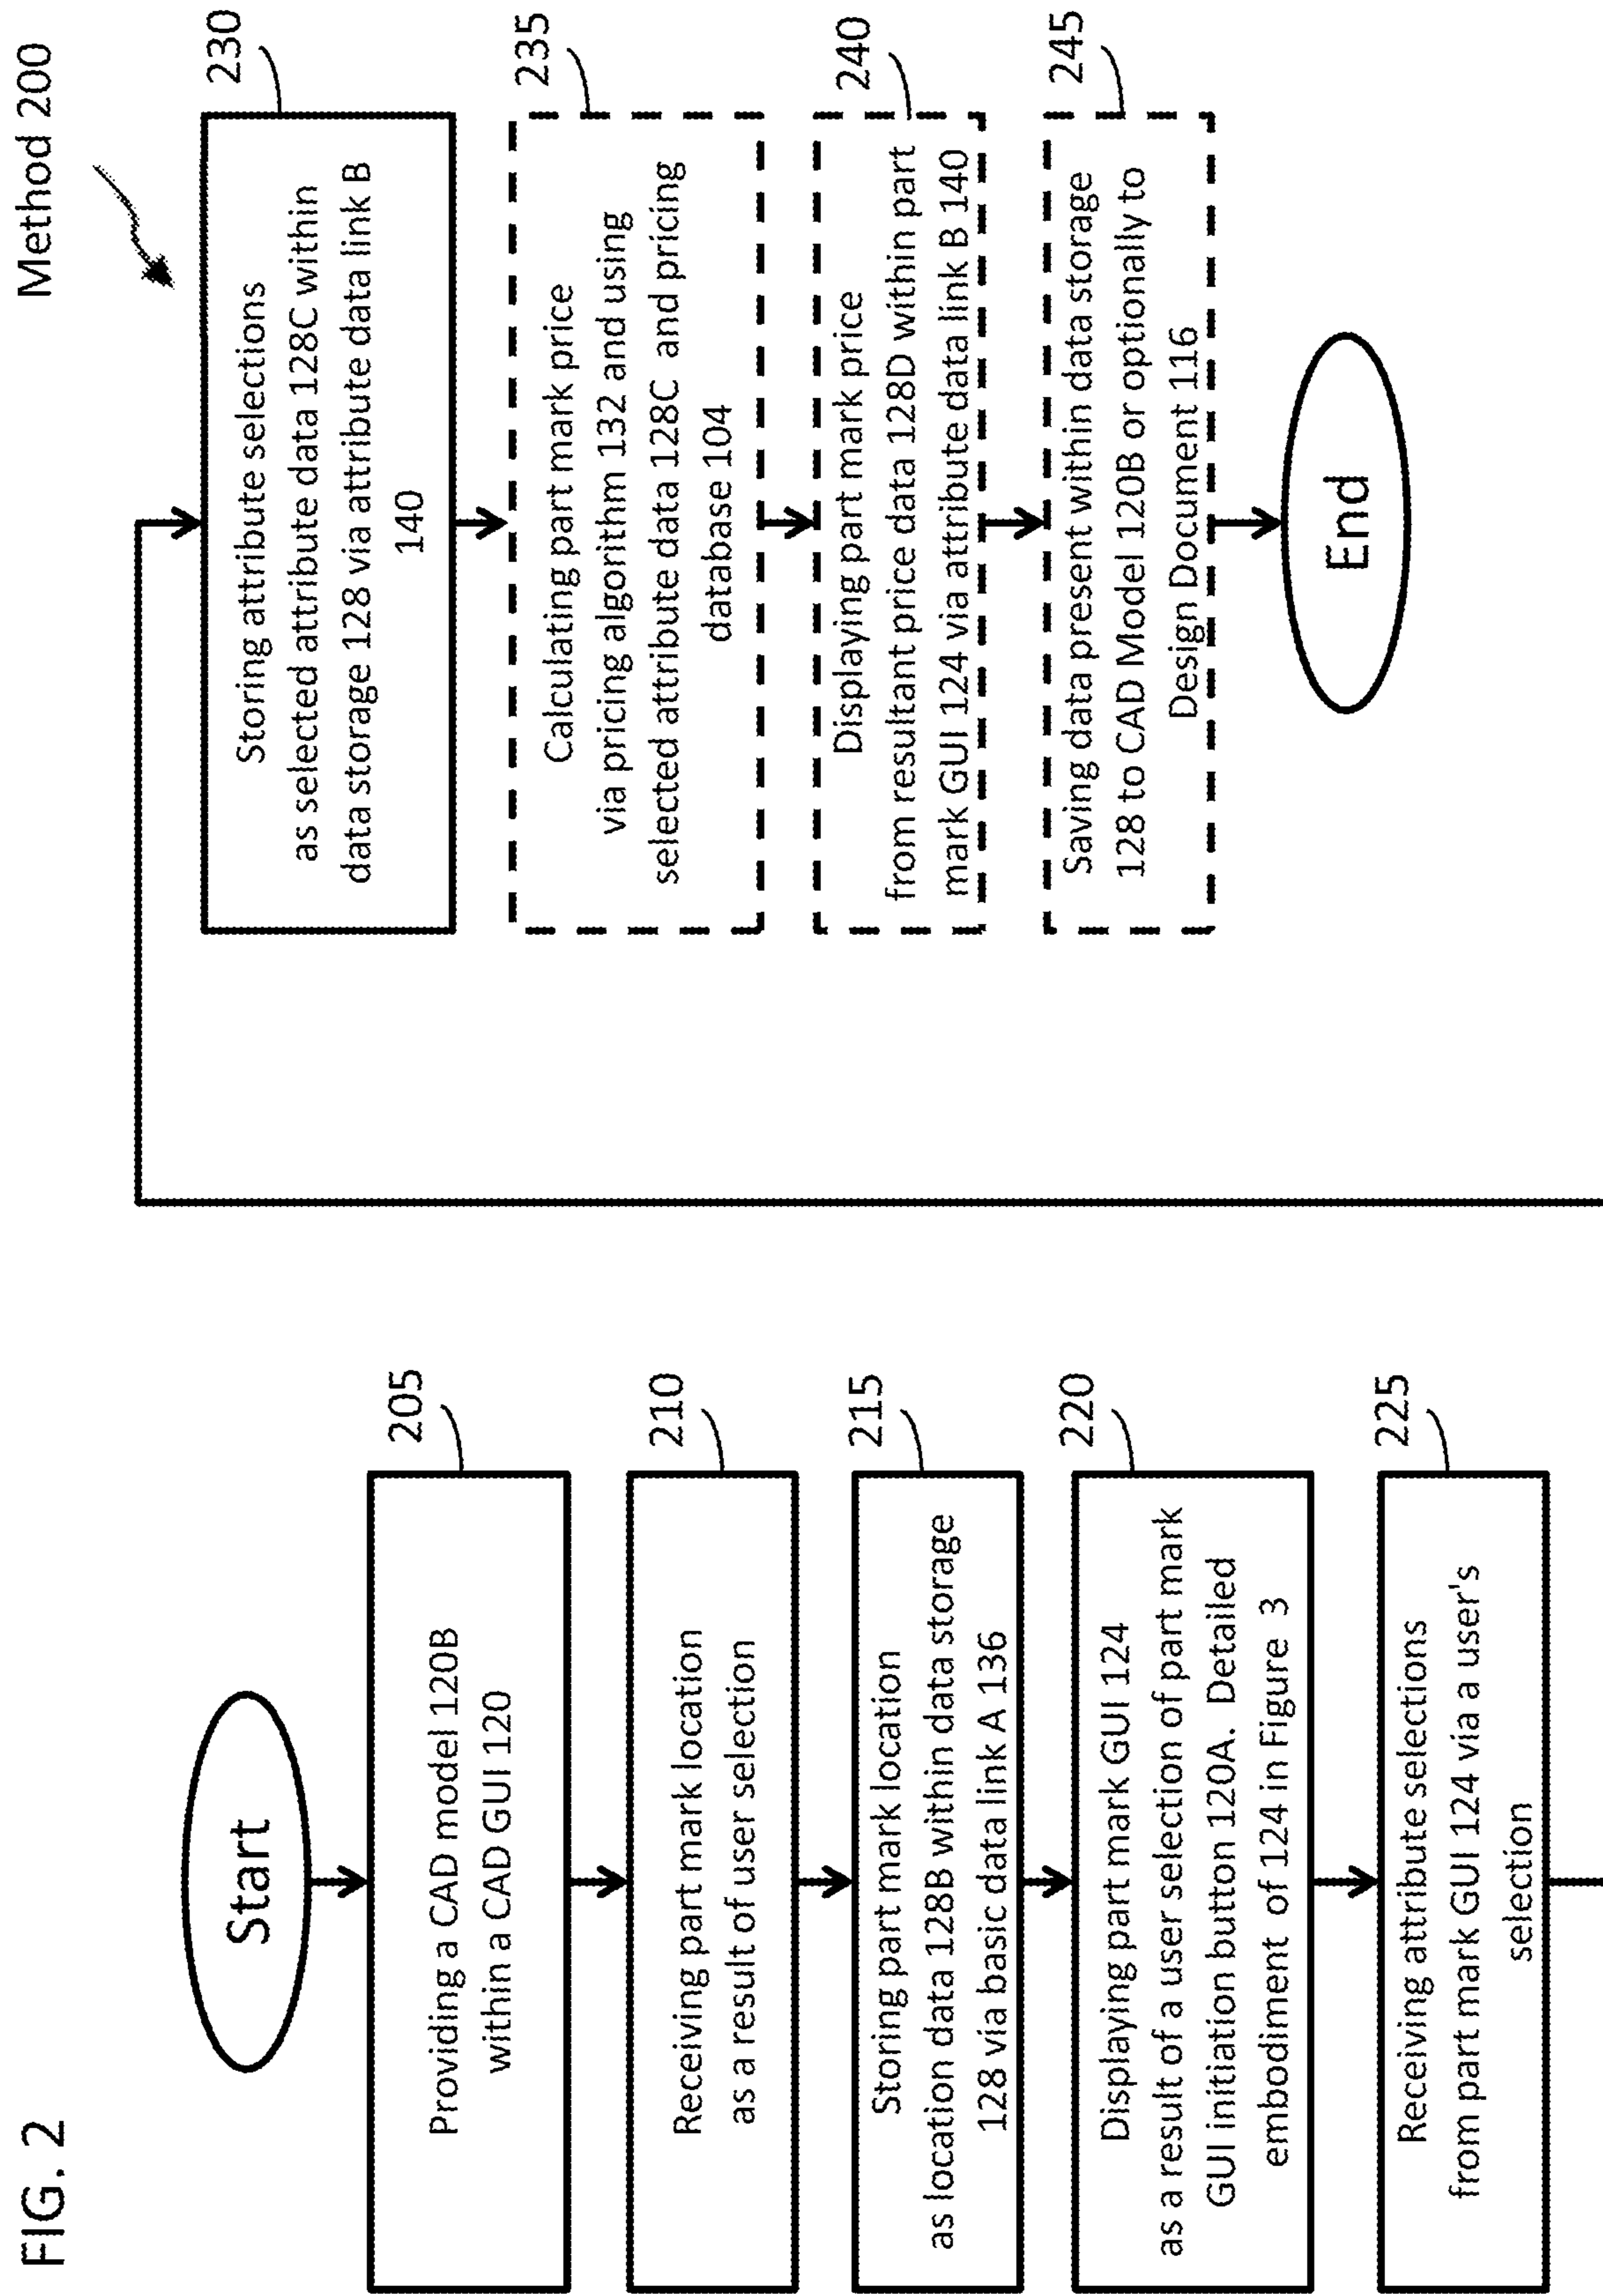 FIG. 2
Method 200
Start
205
Providing a CAD model 120B
within a CAD GUI 120
210
Receiving part mark location
as a result of user selection
215
Storing part mark location
as location data 128B within data storage
128 via basic data link A 136
220
Displaying part mark GUI 124
as a result of a user selection of part mark
GUI initiation button 120A. Detailed
embodiment of 124 in Figure 3
225
Receiving attribute selections
from part mark GUI 124 via a user's
selection
230
Storing attribute selections
as selected attribute data 128C within
data storage 128 via attribute data link B
140
235
Calculating part mark price
via pricing algorithm 132 and using
selected attribute data 128C and pricing
database 104
240
Displaying part mark price
from resultant price data 128D within part
mark GUI 124 via attribute data link B 140
245
Saving data present within data storage
128 to CAD Model 120B or optionally to
Design Document 116
End